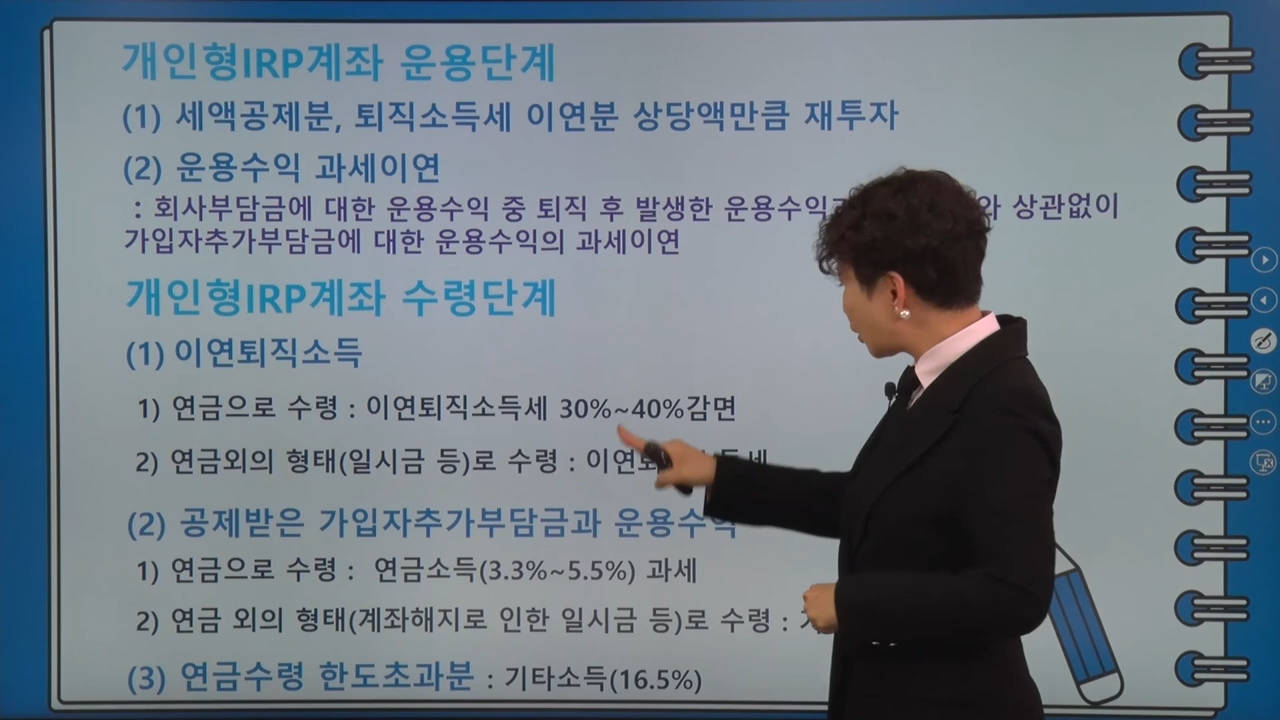 개인형IRP계좌 운용단계
(1) 세액공제분, 퇴직소득세 이연분 상당액만큼 재투자
(2) 운용수익 과세이연
: 회사부담금에 대한 운용수익 중 퇴직 후 발생한 운용수익 상관없이
가입자추가부담금에 대한 운용수익의 과세이연
개인형IRP계좌 수령단계
(1) 이연퇴직소득
1) 연금으로 수령 : 이연퇴직소득세 30%~40%감면
2) 연금외의 형태(일시금 등)로 수령 :
(2) 공제받은 가입자추가부담금과 운용수익
1) 연금으로 수령 : 연금소득(3.3%~5.5%) 과세
2) 연금 외의 형태(계좌해지로 인한 일시금 등)로 수령 :
(3) 연금수령 한도초과분 : 기타소득(16.5%)